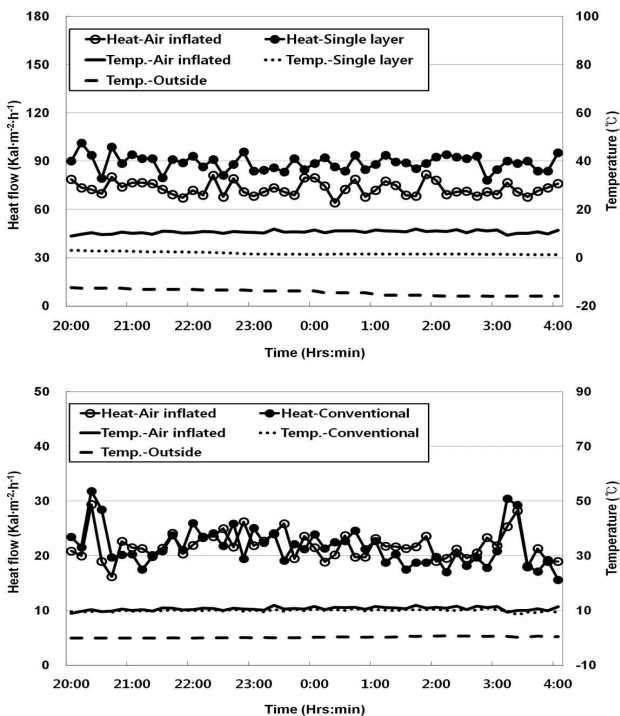 180
150
120
90
60
30
0
Heat flow (Kal·m⁻²·h⁻¹)
Heat-Air inflated
Heat-Single layer
Temp.-Air inflated
Temp.-Single layer
Temp.-Outside
100
80
60
40
20
0
-20
Temperature (℃)
20:00 21:00 22:00 23:00 0:00 1:00 2:00 3:00 4:00
Time (Hrs:min)
50
40
30
20
10
0
Heat flow (Kal·m⁻²·h⁻¹)
Heat-Air inflated
Heat-Conventional
Temp.-Air inflated
Temp.-Conventional
Temp.-Outside
90
70
50
30
10
-10
Temperature (℃)
20:00 21:00 22:00 23:00 0:00 1:00 2:00 3:00 4:00
Time (Hrs:min)